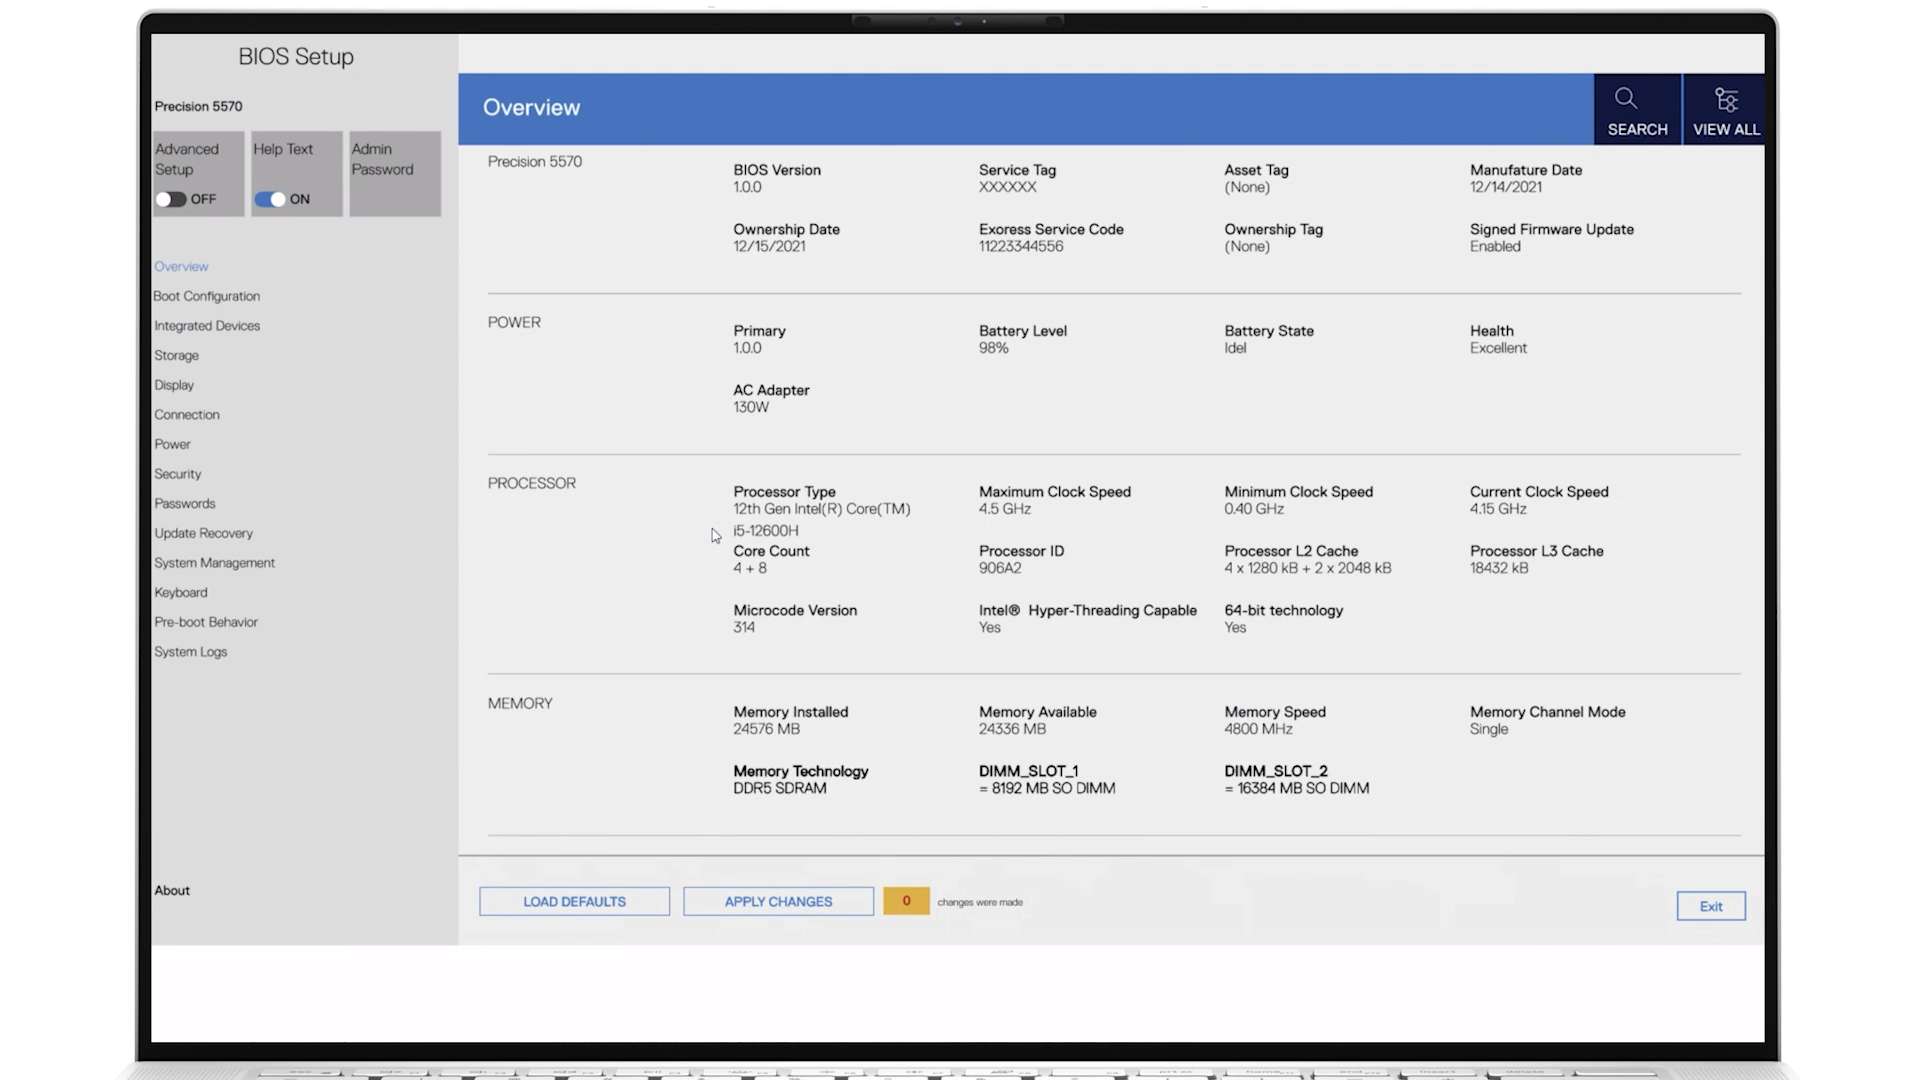 BIOS Setup
Precision 5570
Advanced Setup
OFF
Help Text
ON
Admin Password
Overview
Boot Configuration
Integrated Devices
Storage
Display
Connection
Power
Security
Passwords
Update Recovery
System Management
Keyboard
Pre-boot Behavior
System Logs
About
Overview
SEARCH
VIEW ALL
Precision 5570
BIOS Version
1.0.0
Service Tag
XXXXXX
Asset Tag
(None)
Manufature Date
12/14/2021
Ownership Date
12/15/2021
Exoress Service Code
11223344556
Ownership Tag
(None)
Signed Firmware Update
Enabled
POWER
Primary
1.0.0
Battery Level
98%
Battery State
Idel
Health
Excellent
AC Adapter
130W
PROCESSOR
Processor Type
12th Gen Intel(R) Core(TM)
i5-12600H
Maximum Clock Speed
4.5 GHz
Minimum Clock Speed
0.40 GHz
Current Clock Speed
4.15 GHz
Core Count
4 + 8
Processor ID
906A2
Processor L2 Cache
4 x 1280 kB + 2 x 2048 kB
Processor L3 Cache
18432 kB
Microcode Version
314
Intel® Hyper-Threading Capable
Yes
64-bit technology
Yes
MEMORY
Memory Installed
24576 MB
Memory Available
24336 MB
Memory Speed
4800 MHz
Memory Channel Mode
Single
Memory Technology
DDR5 SDRAM
DIMM_SLOT_1
= 8192 MB SO DIMM
DIMM_SLOT_2
= 16384 MB SO DIMM
LOAD DEFAULTS
APPLY CHANGES
0
changes were made
Exit